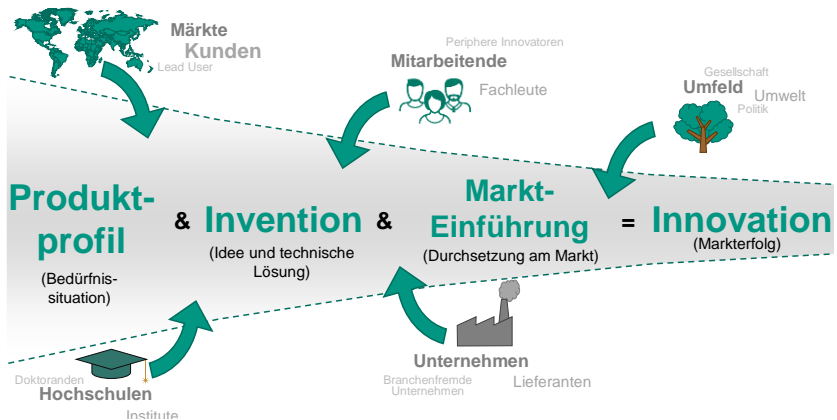 Märkte
Kunden
Lead User
Periphere Innovatoren
Mitarbeitende
Fachleute
Gesellschaft
Umfeld
Umwelt
Politik
Produkt-
profil
(Bedürfnis-
situation)
&
Invention
(Idee und technische
Lösung)
&
Markt-
Einführung
(Durchsetzung am Markt)
=
Innovation
(Markterfolg)
Doktoranden
Hochschulen
Institute
Unternehmen
Branchenfremde
Unternehmen
Lieferanten